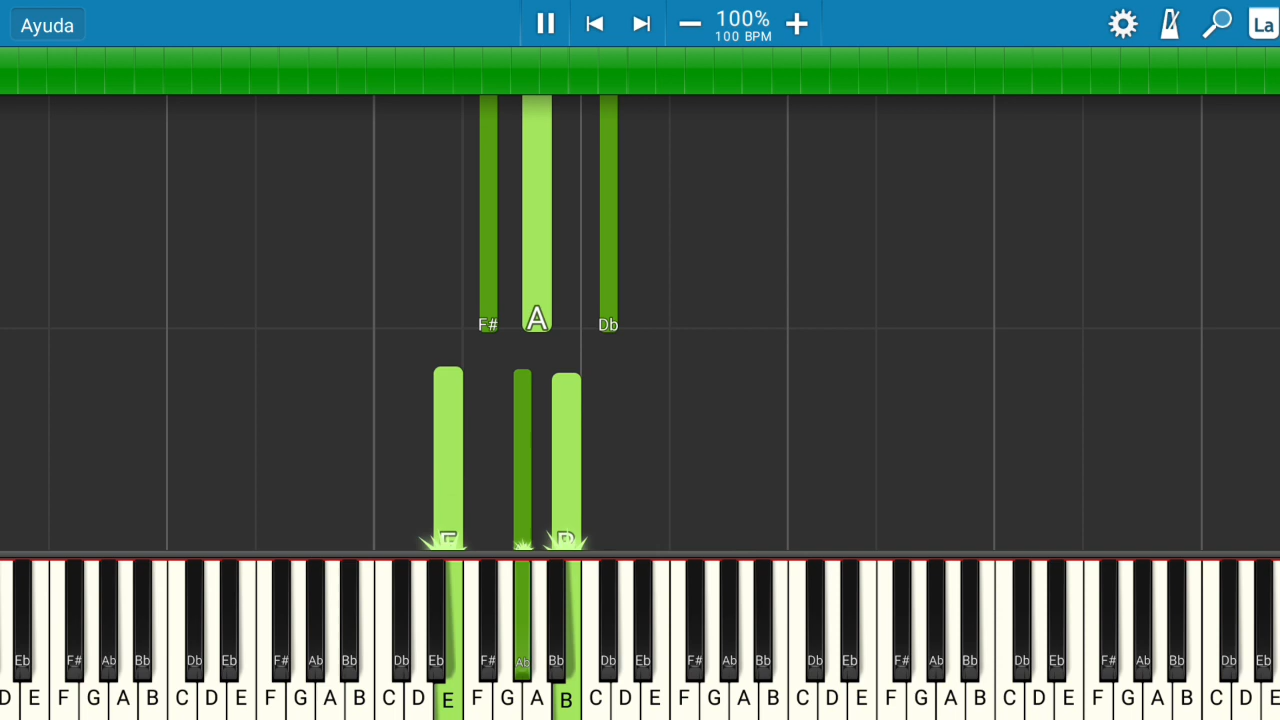 Ayuda
100%
100 BPM
La
F# A Db
E B
Eb F# Ab Bb Db Eb F# Ab Bb Db Eb F# Ab Bb Db Eb F# Ab Bb Db Eb F# Ab Bb Db Eb F# Ab Bb Db Eb
D E F G A B C D E F G A B C D E F G A B C D E F G A B C D E F G A B C D E F G A B C D E